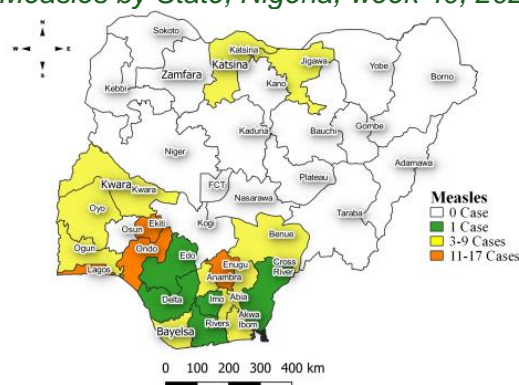 Measles by State, Nigeria, week 49, 202
N
W E
S
Sokoto
Katsina
Katsina
Jigawa
Zamfara
Yobe
Borno
Kebbi
Kano
Kaduna
Bauchi
Gombe
Adamawa
Niger
Plateau
FCT
Kwara
Kwara
Nasarawa
Taraba
Oyo
Kogi
Osun
Ekiti
Ogun
Ondo
Benue
Edo
Enugu
Cross
River
Lagos
Anambra
Delta
Imo
Abia
Bayelsa
Rivers
Akwa
Ibom
Measles
0 Case
1 Case
3-9 Cases
11-17 Cases
0 100 200 300 400 km